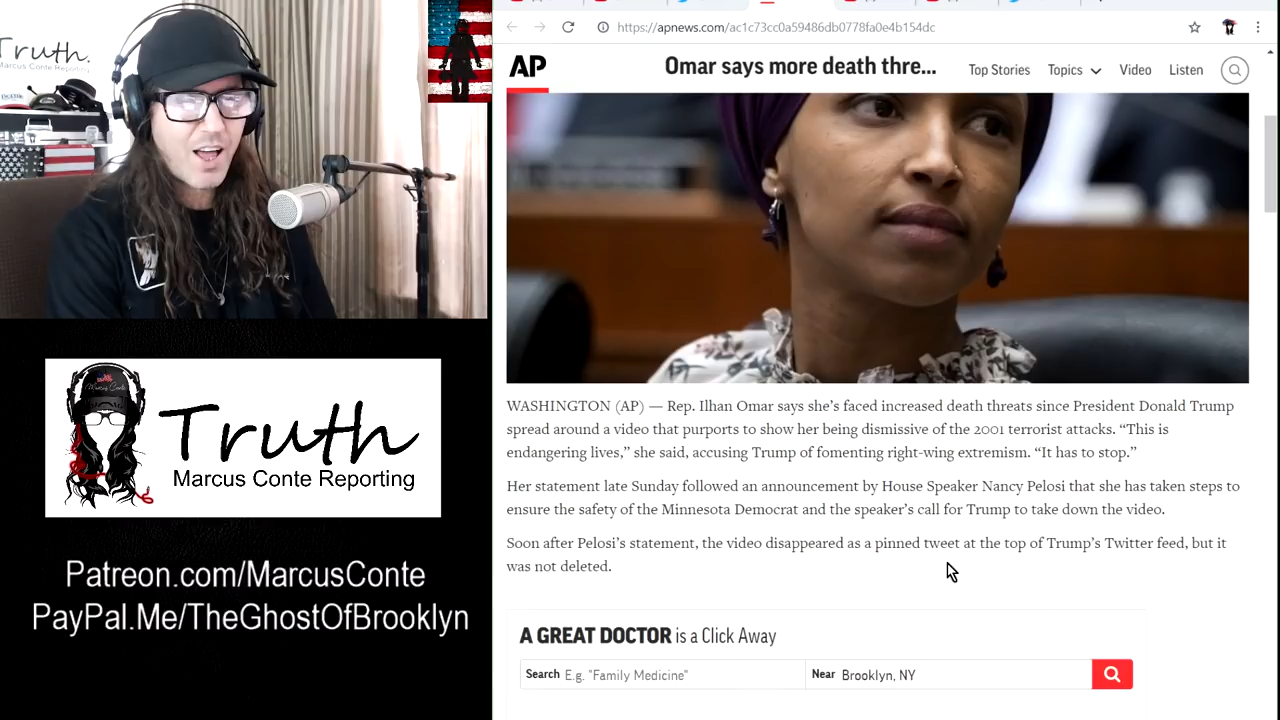 Truth.
Marcus Conte Reporting
Truth
Marcus Conte Reporting
Patreon.com/MarcusConte
PayPal.Me/TheGhostOfBrooklyn
https://apnews.com/ac1c73cc0a59486db0778fa0e4b154dc
AP
Omar says more death thre...
Top Stories
Topics
Video
Listen
WASHINGTON (AP) — Rep. Ilhan Omar says she’s faced increased death threats since President Donald Trump
spread around a video that purports to show her being dismissive of the 2001 terrorist attacks. “This is
endangering lives,” she said, accusing Trump of fomenting right-wing extremism. “It has to stop.”
Her statement late Sunday followed an announcement by House Speaker Nancy Pelosi that she has taken steps to
ensure the safety of the Minnesota Democrat and the speaker’s call for Trump to take down the video.
Soon after Pelosi’s statement, the video disappeared as a pinned tweet at the top of Trump’s Twitter feed, but it
was not deleted.
A GREAT DOCTOR is a Click Away
Search E.g. "Family Medicine"
Near Brooklyn, NY